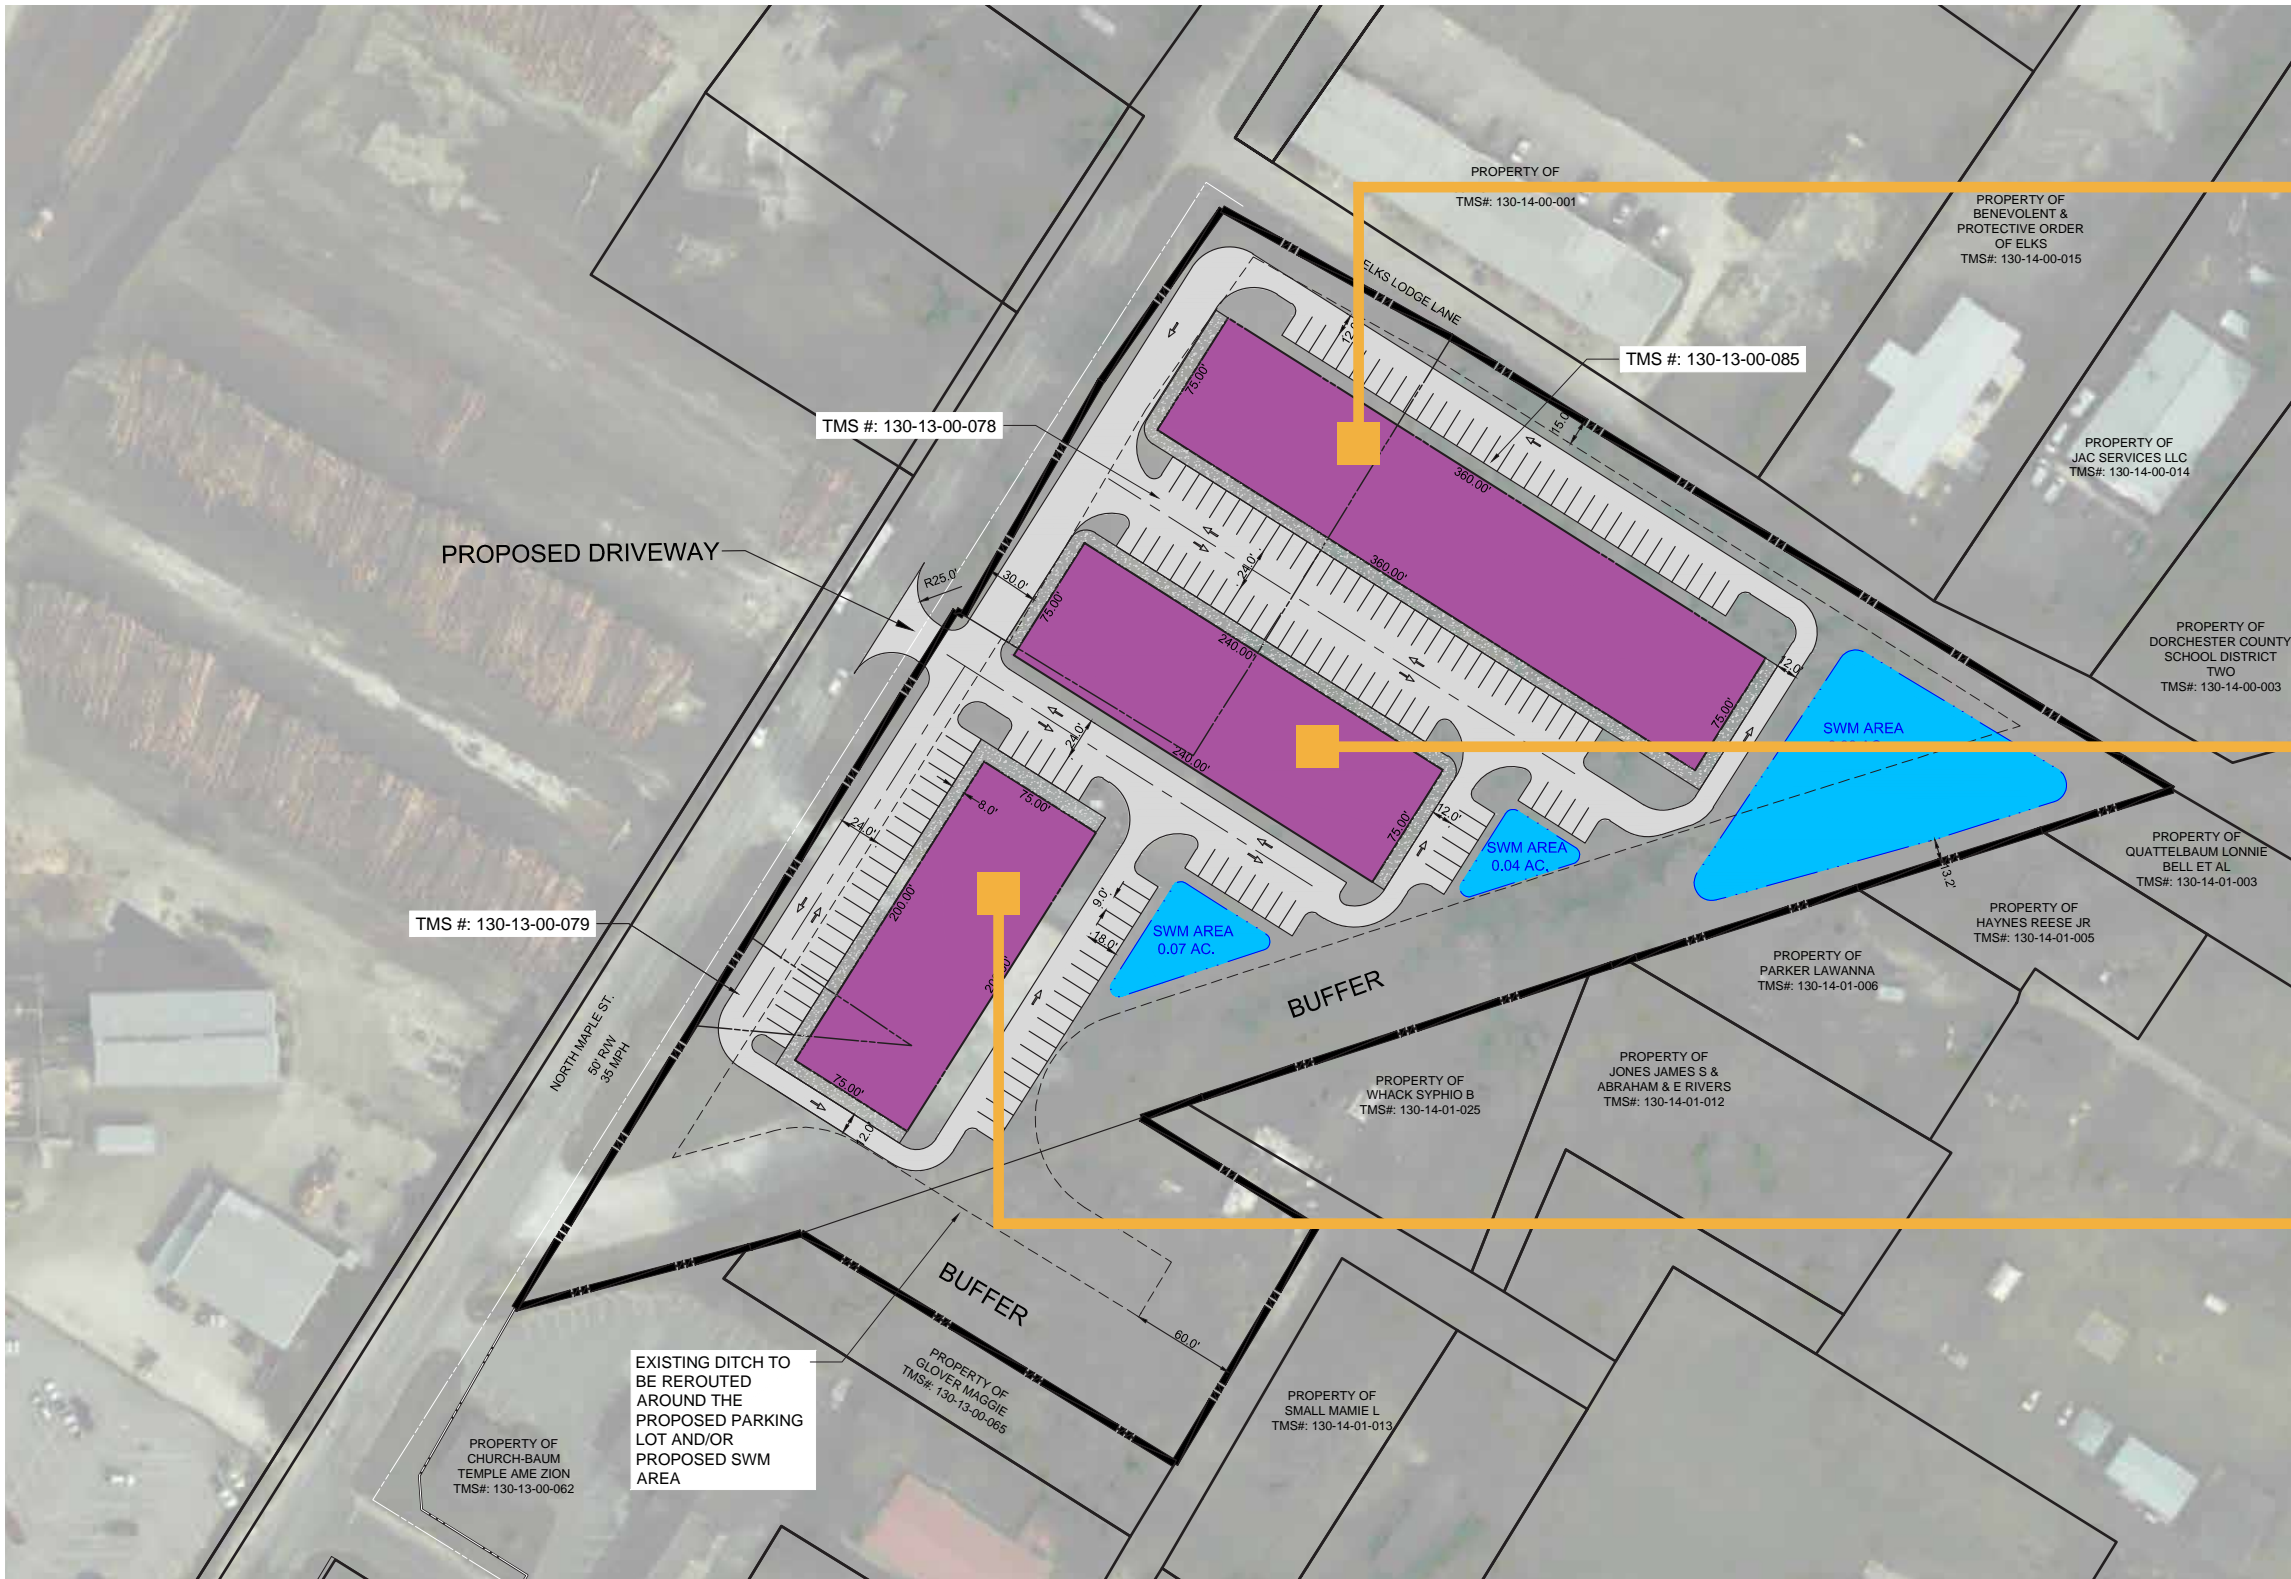 PROPERTY OF
TMS#: 130-14-00-001
PROPERTY OF
BENEVOLENT &
PROTECTIVE ORDER
OF ELKS
TMS#: 130-14-00-015
ELKS LODGE LANE
TMS #: 130-13-00-085
TMS #: 130-13-00-078
PROPERTY OF
JAC SERVICES LLC
TMS#: 130-14-00-014
PROPOSED DRIVEWAY
PROPERTY OF
DORCHESTER COUNTY
SCHOOL DISTRICT
TWO
TMS#: 130-14-00-003
12.0'
75.00'
15.0'
360.00'
360.00'
24.0'
R25.0'
30.0'
75.00'
240.00'
12.0'
75.00'
SWM AREA
24.0'
240.00'
75.00'
12.0'
SWM AREA
0.04 AC.
8.0'
75.00'
24.0'
200.00'
9.0'
18.0'
SWM AREA
0.07 AC.
13.2'
PROPERTY OF
QUATTELBAUM LONNIE
BELL ET AL
TMS#: 130-14-01-003
PROPERTY OF
HAYNES REESE JR
TMS#: 130-14-01-005
PROPERTY OF
PARKER LAWANNA
TMS#: 130-14-01-006
TMS #: 130-13-00-079
BUFFER
NORTH MAPLE ST.
50' R/W
35 MPH
75.00'
12.0'
PROPERTY OF
WHACK SYPHIO B
TMS#: 130-14-01-025
PROPERTY OF
JONES JAMES S &
ABRAHAM & E RIVERS
TMS#: 130-14-01-012
BUFFER
60.0'
EXISTING DITCH TO
BE REROUTED
AROUND THE
PROPOSED PARKING
LOT AND/OR
PROPOSED SWM
AREA
PROPERTY OF
GLOVER MAGGIE
TMS#: 130-13-00-065
PROPERTY OF
SMALL MAMIE L
TMS#: 130-14-01-013
PROPERTY OF
CHURCH-BAUM
TEMPLE AME ZION
TMS#: 130-13-00-062